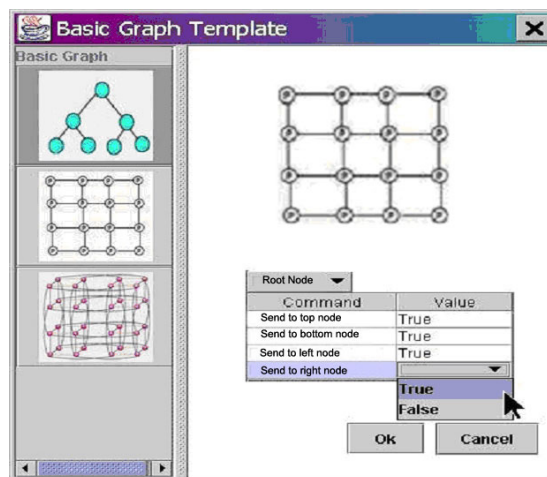 Basic Graph Template
Basic Graph
Root Node
Command Value
Send to top node True
Send to bottom node True
Send to left node True
Send to right node
True
False
Ok Cancel